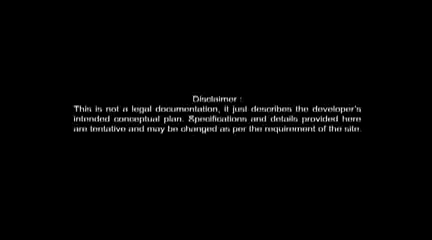 Disclaimer :
This is not a legal documentation, it just describes the developer's
intended conceptual plan. Specifications and details provided here
are tentative and may be changed as per the requirement of the site.